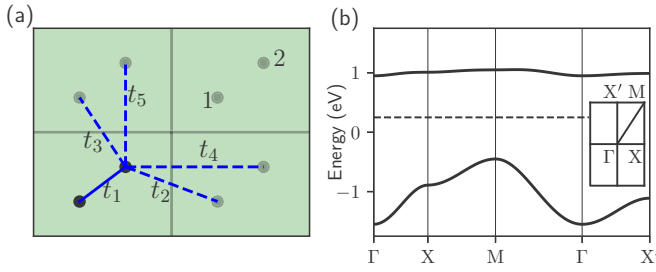 (a)
2
1
t5
t3
t4
t1
t2
(b)
Energy (eV)
1
0
−1
Γ X M Γ X′
X′ M
Γ X